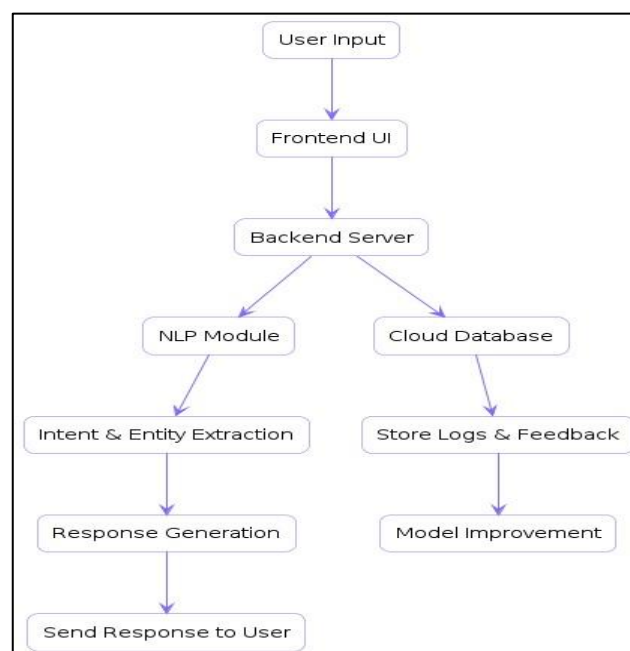 User Input
Frontend UI
Backend Server
NLP Module
Cloud Database
Intent & Entity Extraction
Store Logs & Feedback
Response Generation
Model Improvement
Send Response to User